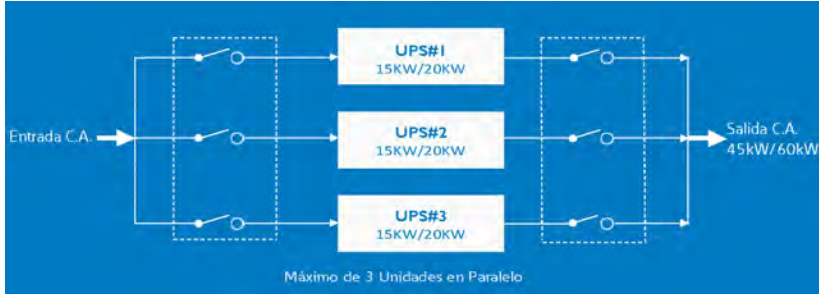 UPS#1
15KW/20KW
Entrada C.A.
UPS#2
15KW/20KW
Salida C.A.
45kW/60kW
UPS#3
15KW/20KW
Máximo de 3 Unidades en Paralelo